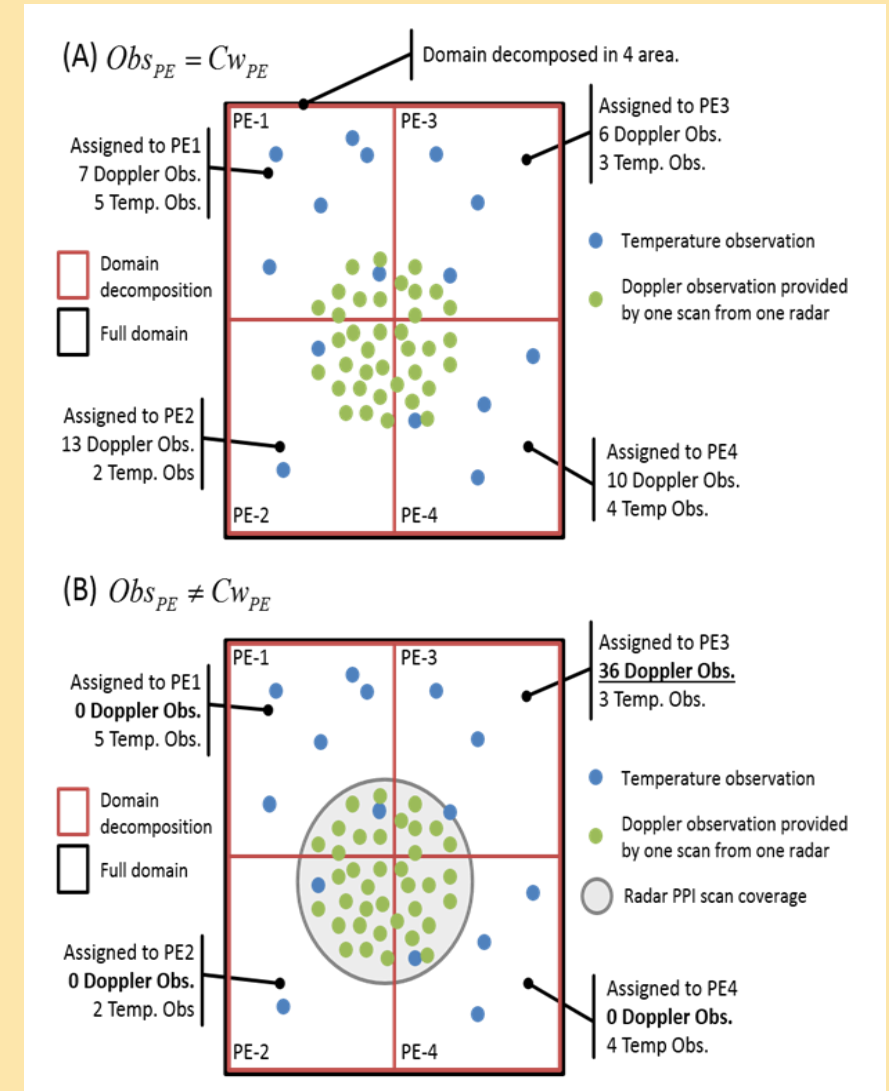 (A) Obs_PE = Cw_PE
Domain decomposed in 4 area.
PE-1
PE-3
Assigned to PE1
7 Doppler Obs.
5 Temp. Obs.
Assigned to PE3
6 Doppler Obs.
3 Temp. Obs.
Domain
decomposition
Full domain
Temperature observation
Doppler observation provided
by one scan from one radar
Assigned to PE2
13 Doppler Obs.
2 Temp. Obs
Assigned to PE4
10 Doppler Obs.
4 Temp Obs.
PE-2
PE-4
(B) Obs_PE ≠ Cw_PE
PE-1
PE-3
Assigned to PE1
0 Doppler Obs.
5 Temp. Obs.
Assigned to PE3
36 Doppler Obs.
3 Temp. Obs.
Domain
decomposition
Full domain
Temperature observation
Doppler observation provided
by one scan from one radar
Radar PPI scan coverage
Assigned to PE2
0 Doppler Obs.
2 Temp. Obs
Assigned to PE4
0 Doppler Obs.
4 Temp Obs.
PE-2
PE-4